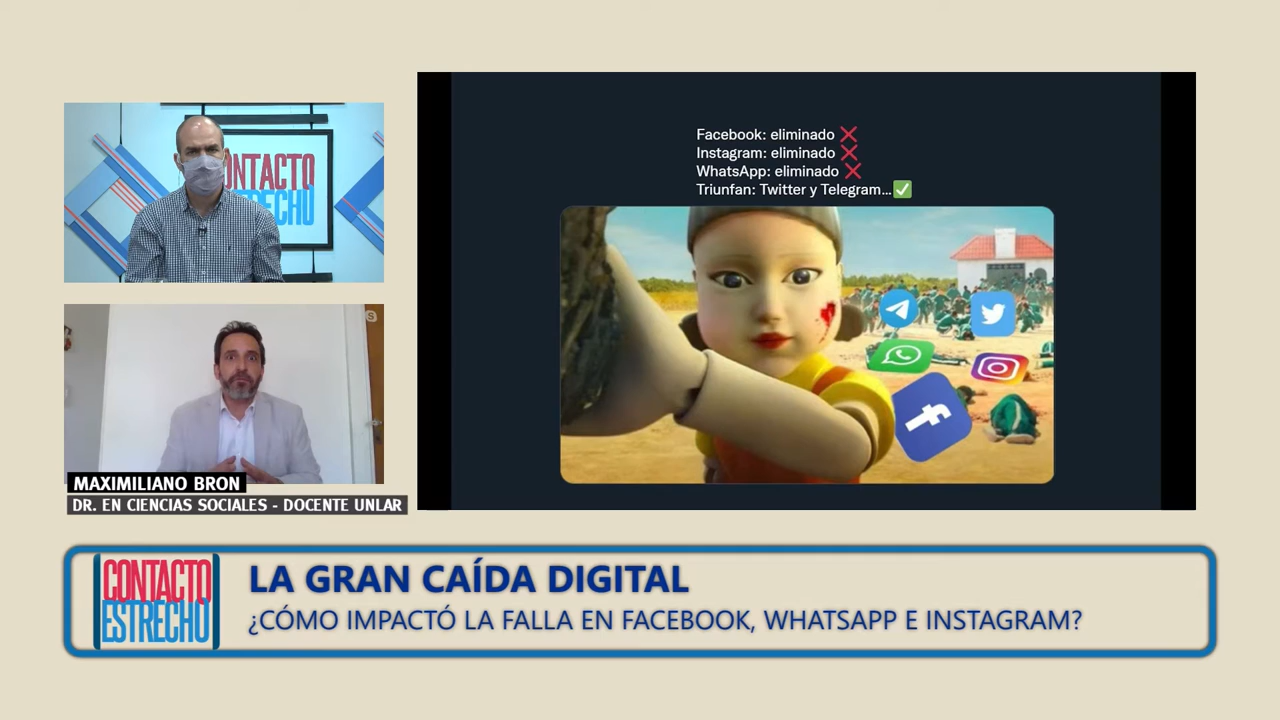 CONTACTO
ESTRECHO
Facebook: eliminado ❌
Instagram: eliminado ❌
WhatsApp: eliminado ❌
Triunfan: Twitter y Telegram...✅
MAXIMILIANO BRON
DR. EN CIENCIAS SOCIALES - DOCENTE UNLAR
CONTACTO
ESTRECHO
LA GRAN CAÍDA DIGITAL
¿CÓMO IMPACTÓ LA FALLA EN FACEBOOK, WHATSAPP E INSTAGRAM?